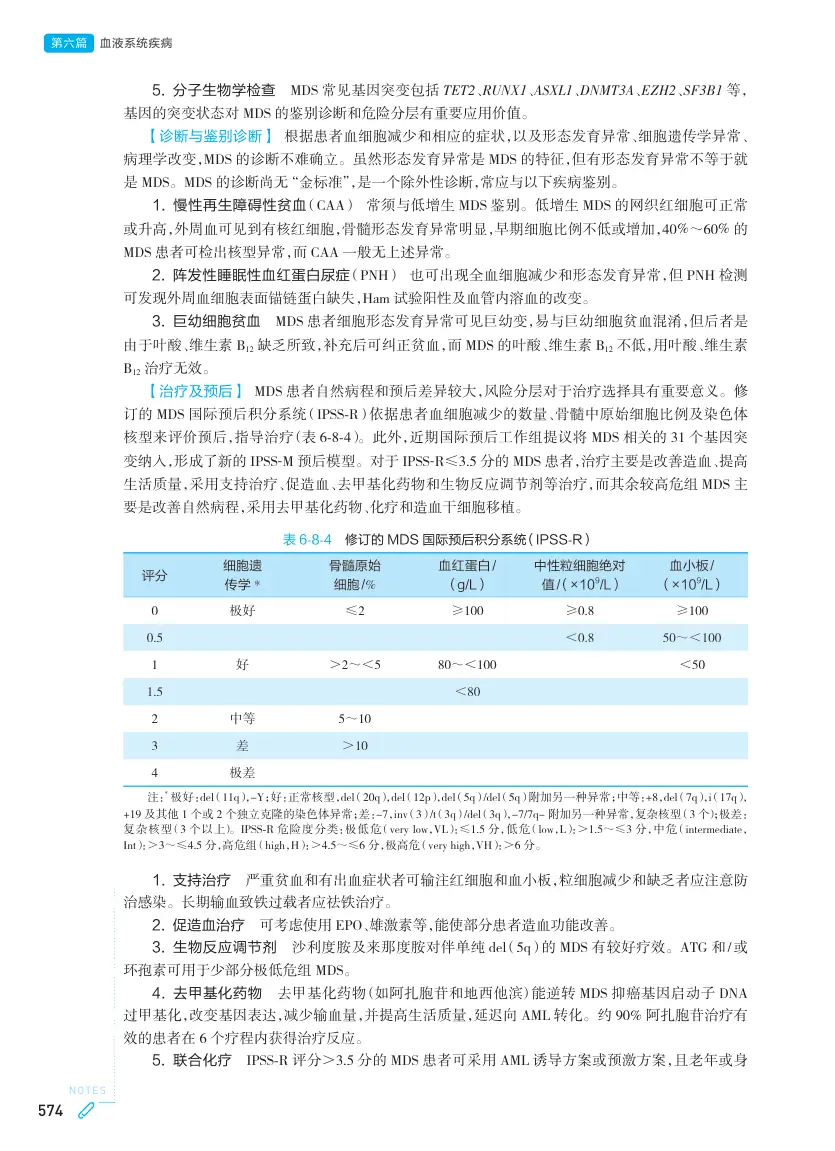 第六篇 血液系统疾病
5. 分子生物学检查 MDS 常见基因突变包括 TET2、RUNX1、ASXL1、DNMT3A、EZH2、SF3B1 等，
基因的突变状态对 MDS 的鉴别诊断和危险分层有重要应用价值。
【诊断与鉴别诊断】 根据患者血细胞减少和相应的症状，以及形态发育异常、细胞遗传学异常、
病理学改变，MDS 的诊断不难确立。虽然形态发育异常是 MDS 的特征，但有形态发育异常不等于就
是 MDS。MDS 的诊断尚无“金标准”，是一个除外性诊断，常应与以下疾病鉴别。
1. 慢性再生障碍性贫血（CAA） 常须与低增生 MDS 鉴别。低增生 MDS 的网织红细胞可正常
或升高，外周血可见到有核红细胞，骨髓形态发育异常明显，早期细胞比例不低或增加，40%～60% 的
MDS 患者可检出核型异常，而 CAA 一般无上述异常。
2. 阵发性睡眠性血红蛋白尿症（PNH） 也可出现全血细胞减少和形态发育异常，但 PNH 检测
可发现外周血细胞表面锚链蛋白缺失，Ham 试验阳性及血管内溶血的改变。
3. 巨幼细胞贫血 MDS 患者细胞形态发育异常可见巨幼变，易与巨幼细胞贫血混淆，但后者是
由于叶酸、维生素 B₁₂ 缺乏所致，补充后可纠正贫血，而 MDS 的叶酸、维生素 B₁₂ 不低，用叶酸、维生素
B₁₂ 治疗无效。
【治疗及预后】 MDS 患者自然病程和预后差异较大，风险分层对于治疗选择具有重要意义。修
订的 MDS 国际预后积分系统（IPSS-R）依据患者血细胞减少的数量、骨髓中原始细胞比例及染色体
核型来评价预后，指导治疗（表 6-8-4）。此外，近期国际预后工作组提议将 MDS 相关的 31 个基因突
变纳入，形成了新的 IPSS-M 预后模型。对于 IPSS-R≤3.5 分的 MDS 患者，治疗主要是改善造血、提高
生活质量，采用支持治疗、促造血、去甲基化药物和生物反应调节剂等治疗，而其余较高危组 MDS 主
要是改善自然病程，采用去甲基化药物、化疗和造血干细胞移植。
表 6-8-4 修订的 MDS 国际预后积分系统（IPSS-R）
评分 细胞遗传学* 骨髓原始细胞/% 血红蛋白/（g/L） 中性粒细胞绝对值/（×10⁹/L） 血小板/（×10⁹/L）
0 极好 ≤2 ≥100 ≥0.8 ≥100
0.5 <0.8 50～<100
1 好 >2～<5 80～<100 <50
1.5 <80
2 中等 5～10
3 差 >10
4 极差
注：*极好：del（11q），-Y；好：正常核型，del（20q），del（12p），del（5q）/del（5q）附加另一种异常；中等：+8，del（7q），i（17q），
+19 及其他 1 个或 2 个独立克隆的染色体异常；差：-7，inv（3）/t（3q）/del（3q），-7/7q- 附加另一种异常，复杂核型（3 个）；极差：
复杂核型（3 个以上）。IPSS-R 危险度分类：极低危（very low，VL）：≤1.5 分，低危（low，L）：>1.5～≤3 分，中危（intermediate，
Int）：>3～≤4.5 分，高危组（high，H）：>4.5～≤6 分，极高危（very high，VH）：>6 分。
1. 支持治疗 严重贫血和有出血症状者可输注红细胞和血小板，粒细胞减少和缺乏者应注意防
治感染。长期输血致铁过载者应祛铁治疗。
2. 促造血治疗 可考虑使用 EPO、雄激素等，能使部分患者造血功能改善。
3. 生物反应调节剂 沙利度胺及来那度胺对伴单纯 del（5q）的 MDS 有较好疗效。ATG 和/或
环孢素可用于少部分极低危组 MDS。
4. 去甲基化药物 去甲基化药物（如阿扎胞苷和地西他滨）能逆转 MDS 抑癌基因启动子 DNA
过甲基化，改变基因表达，减少输血量，并提高生活质量，延迟向 AML 转化。约 90% 阿扎胞苷治疗有
效的患者在 6 个疗程内获得治疗反应。
5. 联合化疗 IPSS-R 评分>3.5 分的 MDS 患者可采用 AML 诱导方案或预激方案，且老年或身
NOTES
574